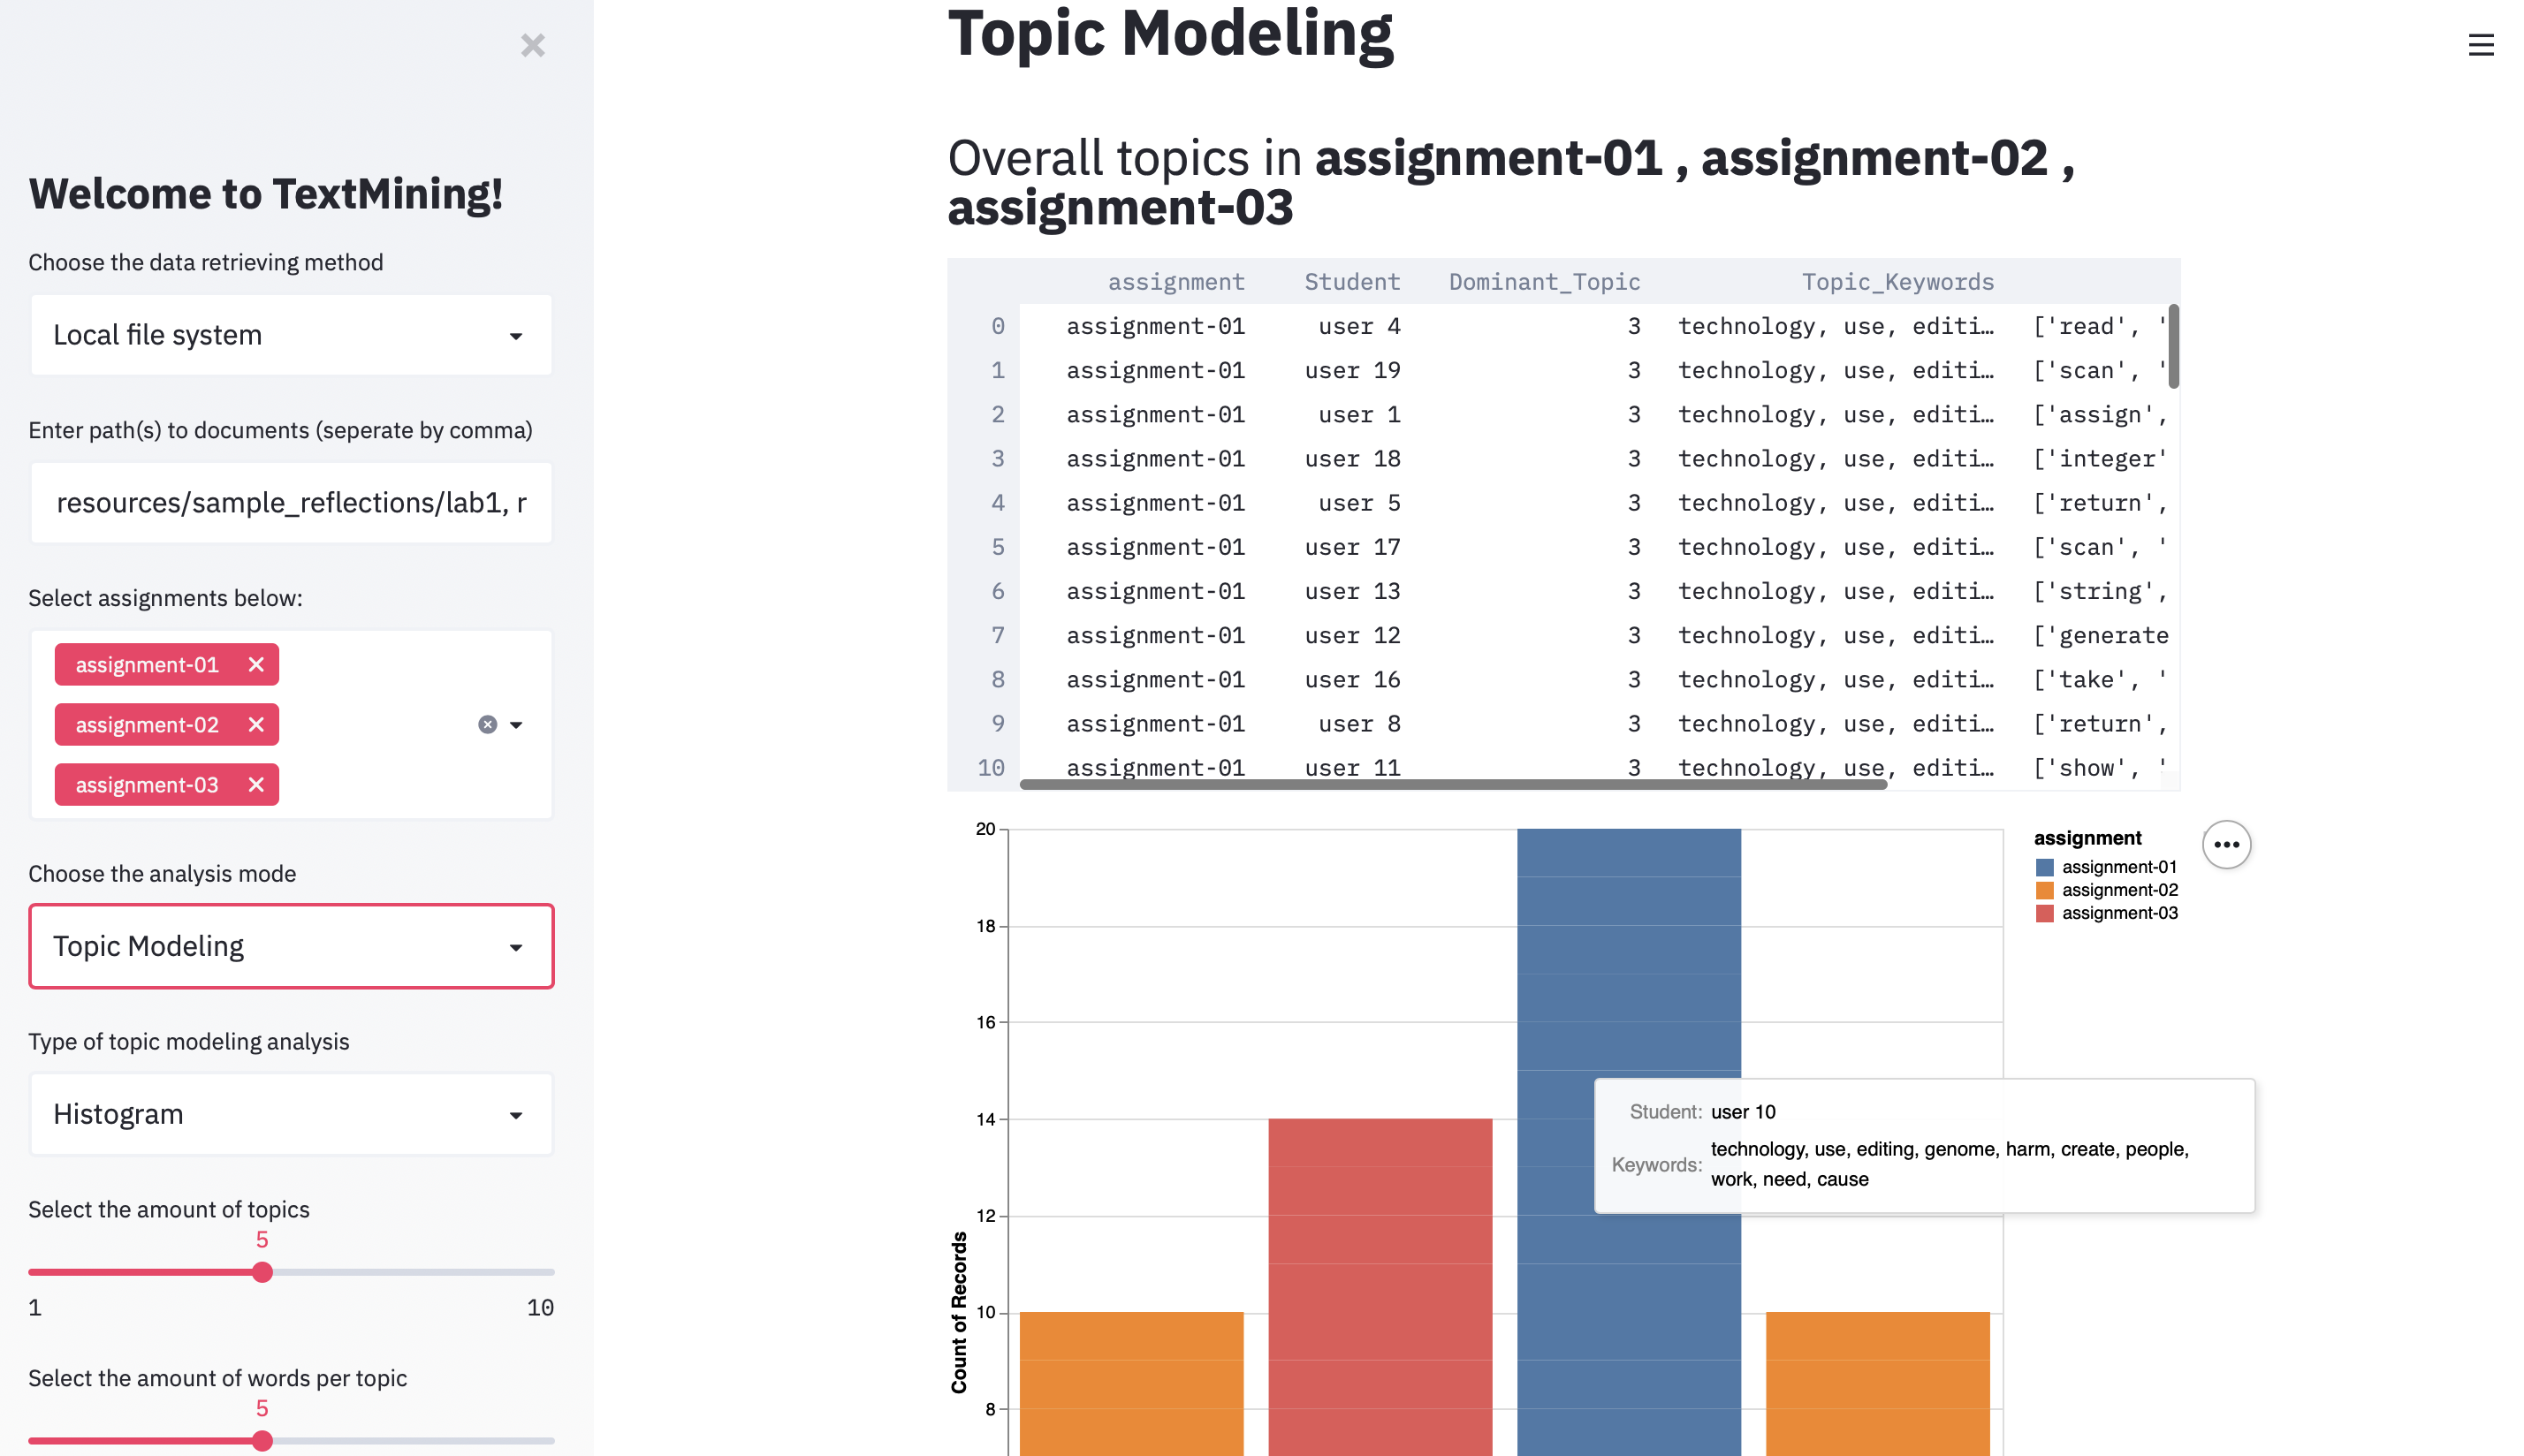 Welcome to TextMining!
Choose the data retrieving method
Local file system
Enter path(s) to documents (seperate by comma)
resources/sample_reflections/lab1, r
Select assignments below:
assignment-01
assignment-02
assignment-03
Choose the analysis mode
Topic Modeling
Type of topic modeling analysis
Histogram
Select the amount of topics
5
1 10
Select the amount of words per topic
5
Topic Modeling
Overall topics in assignment-01 , assignment-02 ,
assignment-03
assignment Student Dominant_Topic Topic_Keywords
0 assignment-01 user 4 3 technology, use, editi… ['read', '
1 assignment-01 user 19 3 technology, use, editi… ['scan', '
2 assignment-01 user 1 3 technology, use, editi… ['assign',
3 assignment-01 user 18 3 technology, use, editi… ['integer'
4 assignment-01 user 5 3 technology, use, editi… ['return',
5 assignment-01 user 17 3 technology, use, editi… ['scan', '
6 assignment-01 user 13 3 technology, use, editi… ['string',
7 assignment-01 user 12 3 technology, use, editi… ['generate
8 assignment-01 user 16 3 technology, use, editi… ['take', '
9 assignment-01 user 8 3 technology, use, editi… ['return',
10 assignment-01 user 11 3 technology, use, editi… ['show', '
20
18
16
14
12
10
8
Count of Records
assignment
assignment-01
assignment-02
assignment-03
Student: user 10
Keywords: technology, use, editing, genome, harm, create, people,
work, need, cause